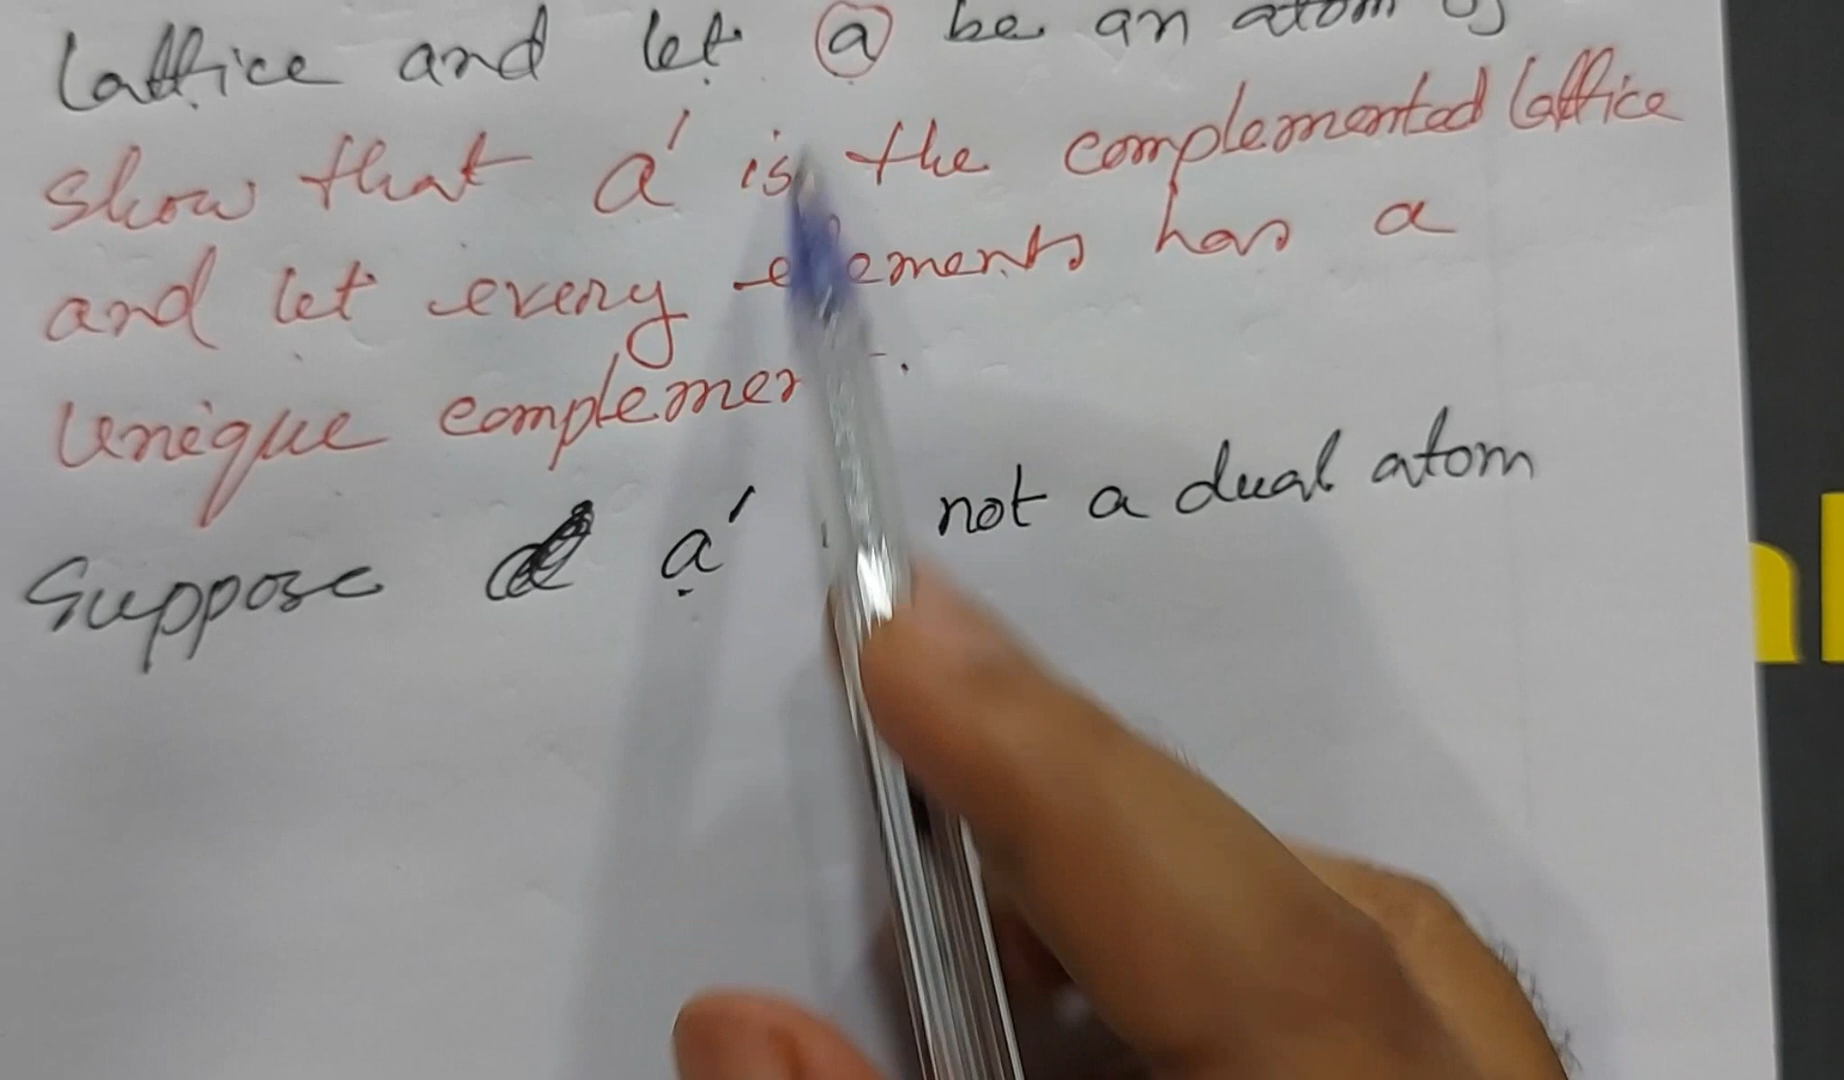 lattice and let a be an atom of
show that a' is the complemented lattice
and let every elements has a
unique
Suppose a' not a dual atom